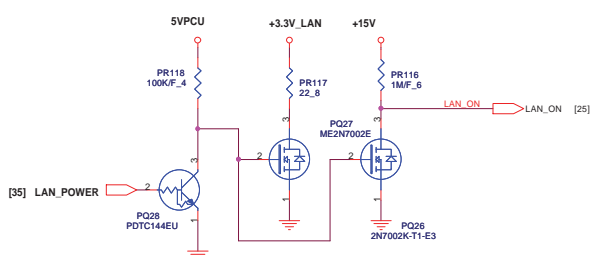 5VPCU
+3.3V_LAN
+15V
PR118
100K/F_4
PR117
22_8
PR116
1M/F_6
LAN_ON
LAN_ON [25]
3
3
PQ27
ME2N7002E
3
2
2
[35] LAN_POWER
2
PQ28
PDTC144EU
1
1
1
PQ26
2N7002K-T1-E3